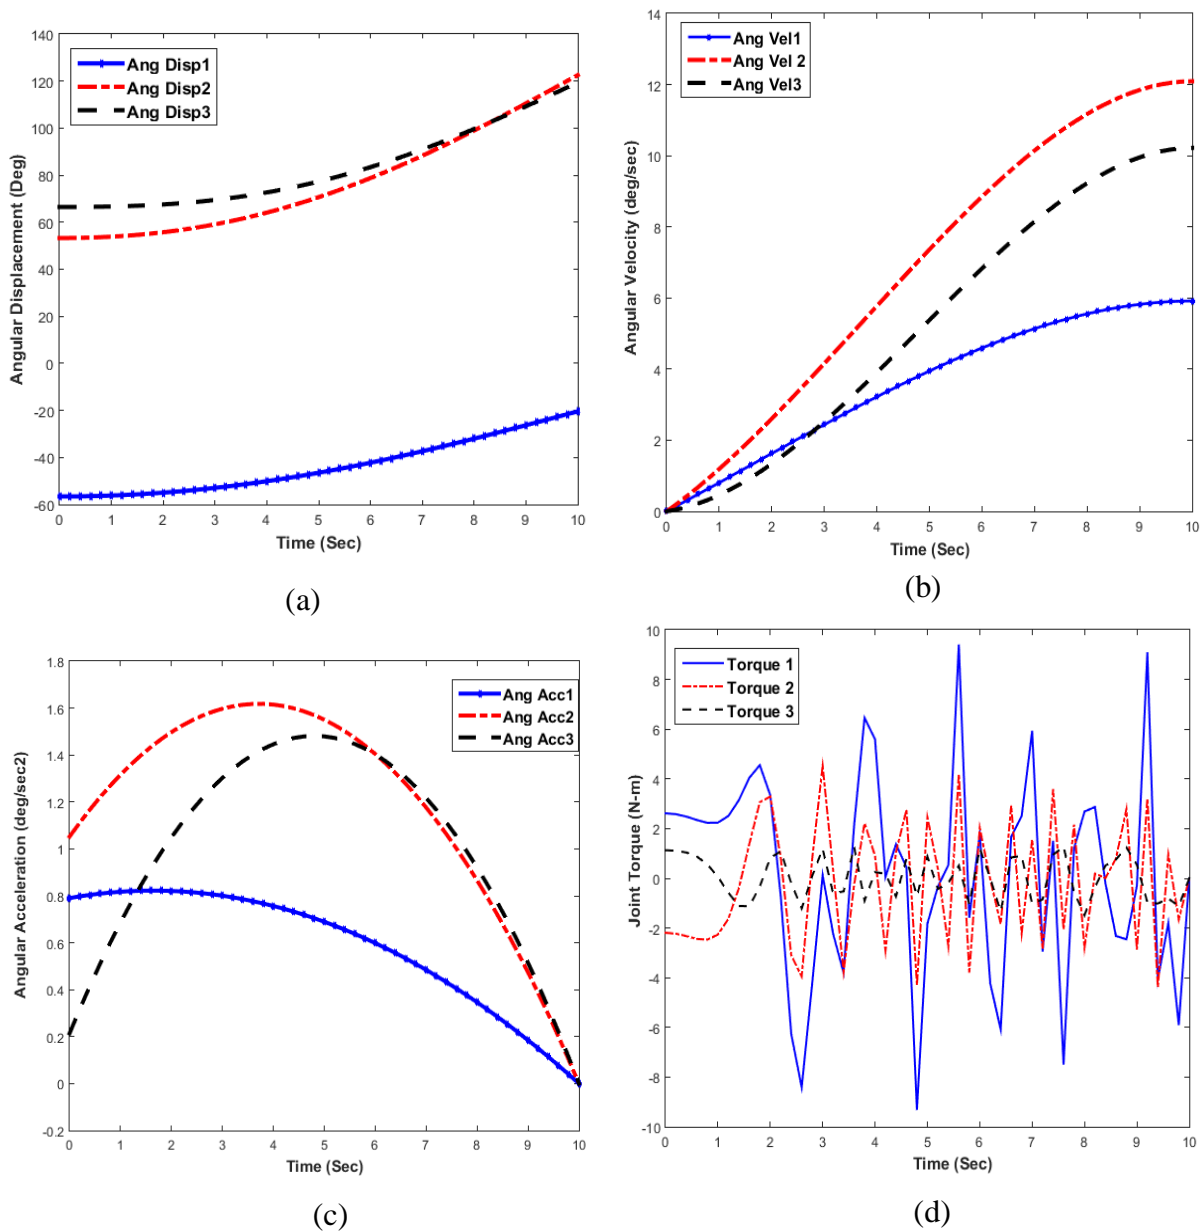 140
120
100
80
60
40
20
0
-20
-40
-60
Angular Displacement (Deg)
Ang Disp1
Ang Disp2
Ang Disp3
0 1 2 3 4 5 6 7 8 9 10
Time (Sec)
(a)
14
12
10
8
6
4
2
0
Angular Velocity (deg/sec)
Ang Vel1
Ang Vel 2
Ang Vel3
0 1 2 3 4 5 6 7 8 9 10
Time (Sec)
(b)
1.8
1.6
1.4
1.2
1
0.8
0.6
0.4
0.2
0
-0.2
Angular Acceleration (deg/sec2)
Ang Acc1
Ang Acc2
Ang Acc3
0 1 2 3 4 5 6 7 8 9 10
Time (Sec)
(c)
10
8
6
4
2
0
-2
-4
-6
-8
-10
Joint Torque (N-m)
Torque 1
Torque 2
Torque 3
0 1 2 3 4 5 6 7 8 9 10
Time (Sec)
(d)